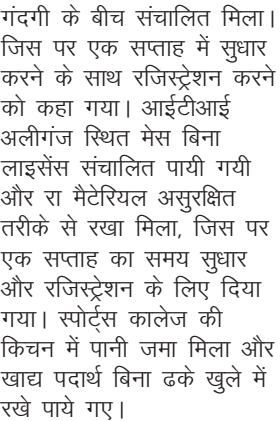 गंदगी के बीच संचालित मिला।
जिस पर एक सप्ताह में सुधार
करने के साथ रजिस्ट्रेशन करने
को कहा गया। आईटीआई
अलीगंज स्थित मेस बिना
लाइसेंस संचालित पायी गयी
और रा मैटेरियल असुरक्षित
तरीके से रखा मिला, जिस पर
एक सप्ताह का समय सुधार
और रजिस्ट्रेशन के लिए दिया
गया। स्पोर्ट्स कालेज की
किचन में पानी जमा मिला और
खाद्य पदार्थ बिना ढके खुले में
रखे पाये गए।